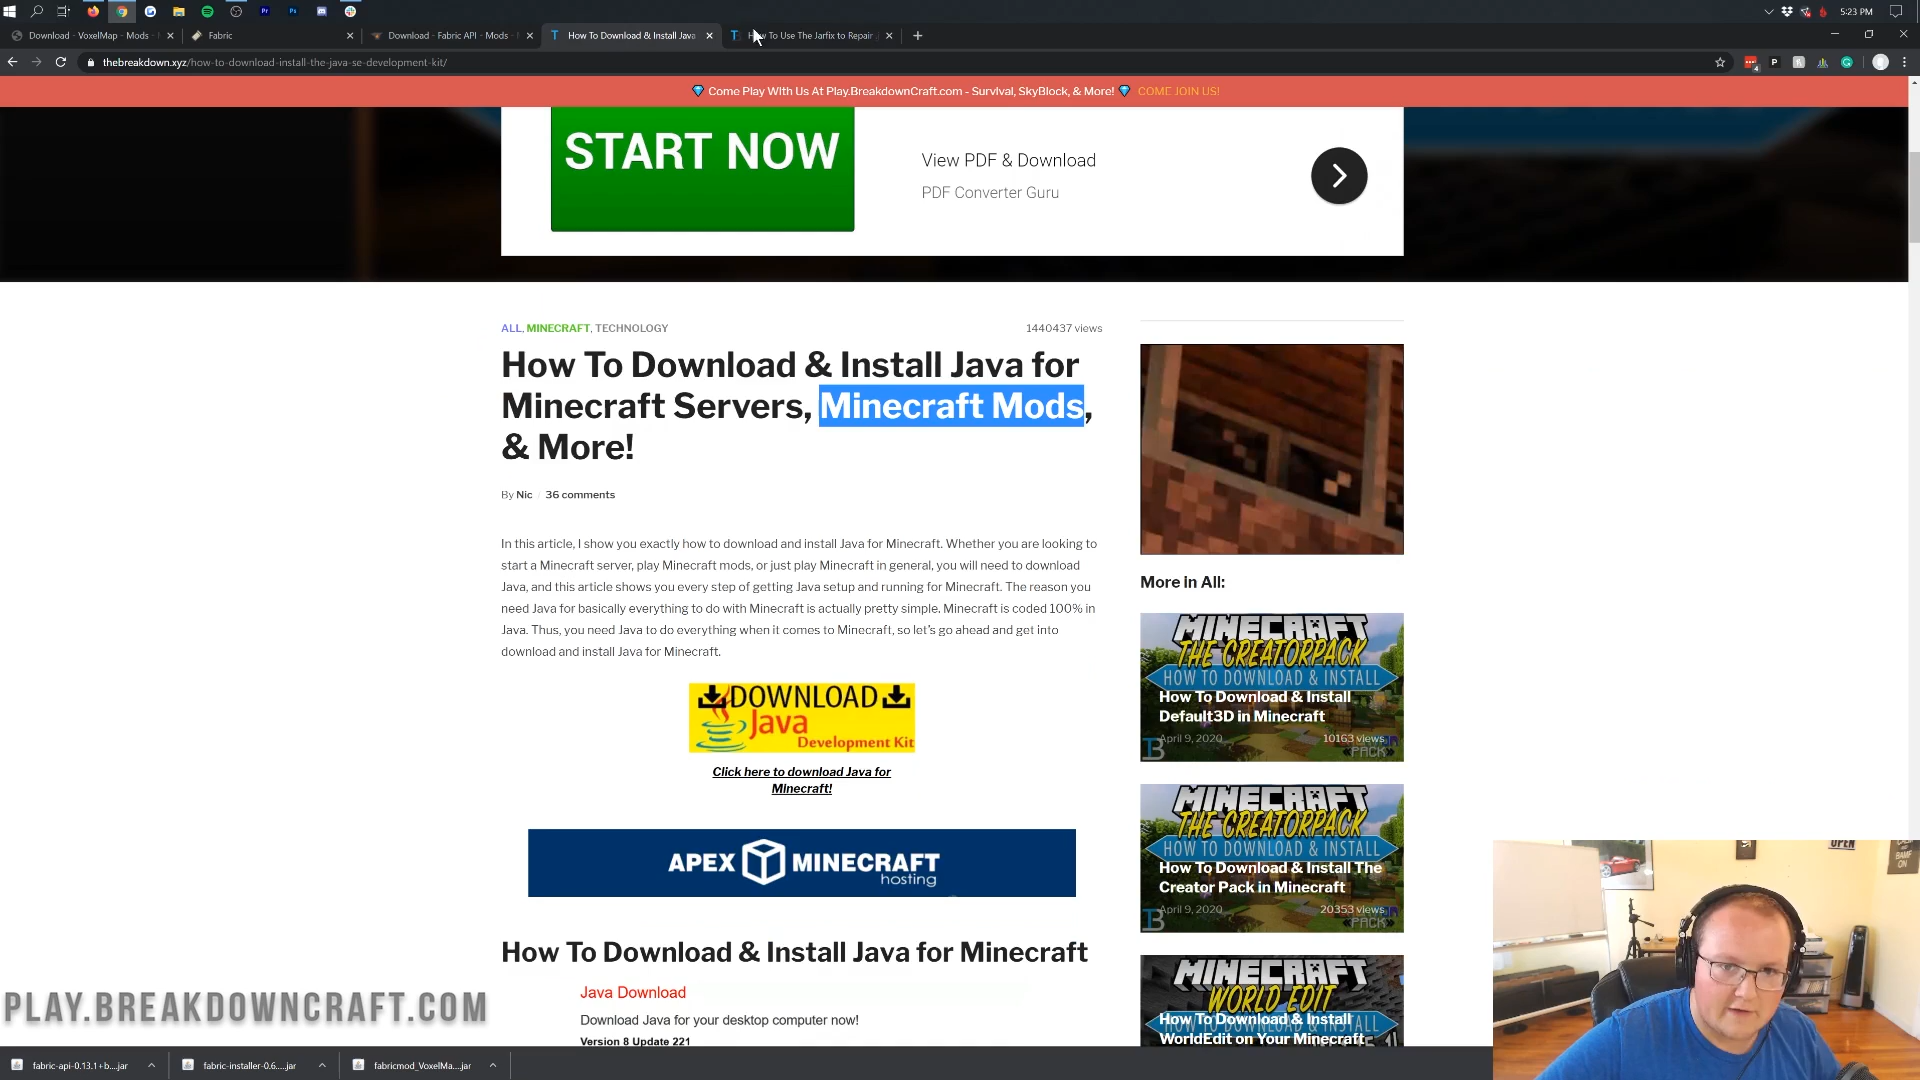 5:23 PM
Download - VoxelMap - Mods -
Fabric
Download - Fabric API - Mods -
How To Download & Install Java
How To Use The Jarfix to Repair
thebreakdown.xyz/how-to-download-install-the-java-se-development-kit/
Come Play With Us At Play.BreakdownCraft.com - Survival, SkyBlock, & More! COME JOIN US!
START NOW
View PDF & Download
PDF Converter Guru
ALL, MINECRAFT, TECHNOLOGY
1440437 views
How To Download & Install Java for
Minecraft Servers, Minecraft Mods,
& More!
By Nic / 36 comments
In this article, I show you exactly how to download and install Java for Minecraft. Whether you are looking to
start a Minecraft server, play Minecraft mods, or just play Minecraft in general, you will need to download
Java, and this article shows you every step of getting Java setup and running for Minecraft. The reason you
need Java for basically everything to do with Minecraft is actually pretty simple. Minecraft is coded 100% in
Java. Thus, you need Java to do everything when it comes to Minecraft, so let's go ahead and get into
download and install Java for Minecraft.
DOWNLOAD
Java
Development Kit
Click here to download Java for
Minecraft!
APEX MINECRAFT
hosting
How To Download & Install Java for Minecraft
Java Download
Download Java for your desktop computer now!
Version 8 Update 221
More in All:
MINECRAFT
THE CREATORPACK
HOW TO DOWNLOAD & INSTALL
How To Download & Install
Default3D in Minecraft
April 9, 2020
10163 views
PACK
MINECRAFT
THE CREATORPACK
HOW TO DOWNLOAD & INSTALL
How To Download & Install The
Creator Pack in Minecraft
April 9, 2020
20353 views
PACK
MINECRAFT
WORLD EDIT
HOW TO DOWNLOAD & INSTALL
How To Download & Install
WorldEdit on Your Minecraft
OPEN
PLAY.BREAKDOWNCRAFT.COM
fabric-api-0.13.1+b....jar
fabric-installer-0.6....jar
fabricmod_VoxelMa....jar